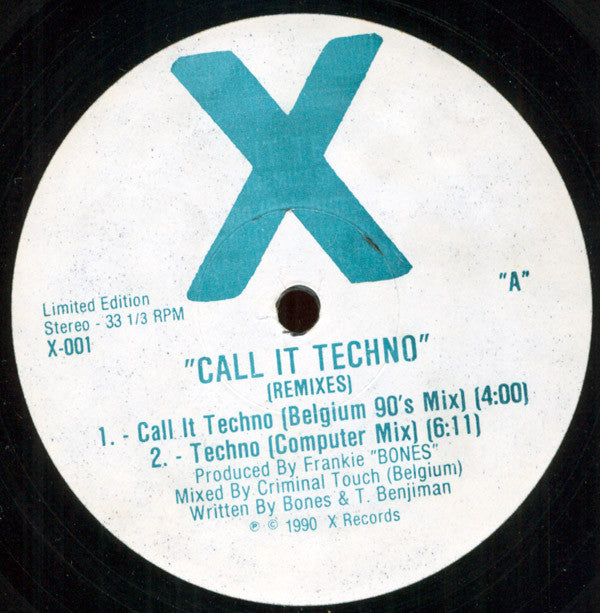 X
"A"
Limited Edition
Stereo - 33 1/3 RPM
X-001
"CALL IT TECHNO"
(REMIXES)
1. - Call It Techno (Belgium 90's Mix) (4:00)
2. - Techno (Computer Mix) (6:11)
Produced By Frankie "BONES"
Mixed By Criminal Touch (Belgium)
Written By Bones & T. Benjiman
℗ © 1990 X Records